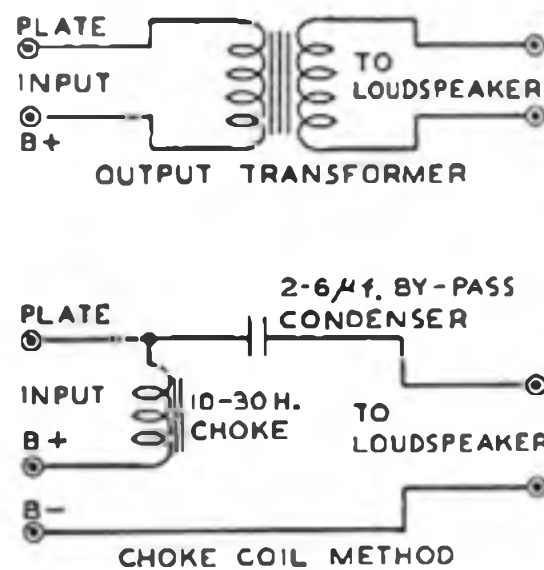 PLATE
INPUT
B+
TO
LOUDSPEAKER
OUTPUT TRANSFORMER
2-6μf. BY-PASS
CONDENSER
PLATE
INPUT
10-30H.
CHOKE
B+
TO
LOUDSPEAKER
B-
CHOKE COIL METHOD